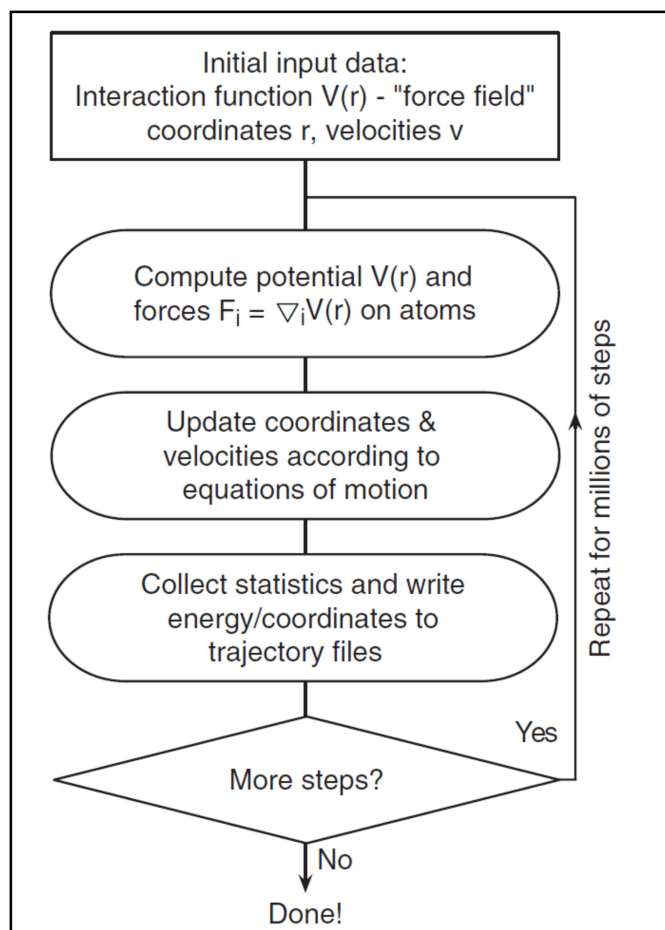 Initial input data:
Interaction function V(r) - "force field"
coordinates r, velocities v
Compute potential V(r) and
forces Fᵢ = ▽ᵢV(r) on atoms
Update coordinates &
velocities according to
equations of motion
Collect statistics and write
energy/coordinates to
trajectory files
More steps?
Yes
Repeat for millions of steps
No
Done!